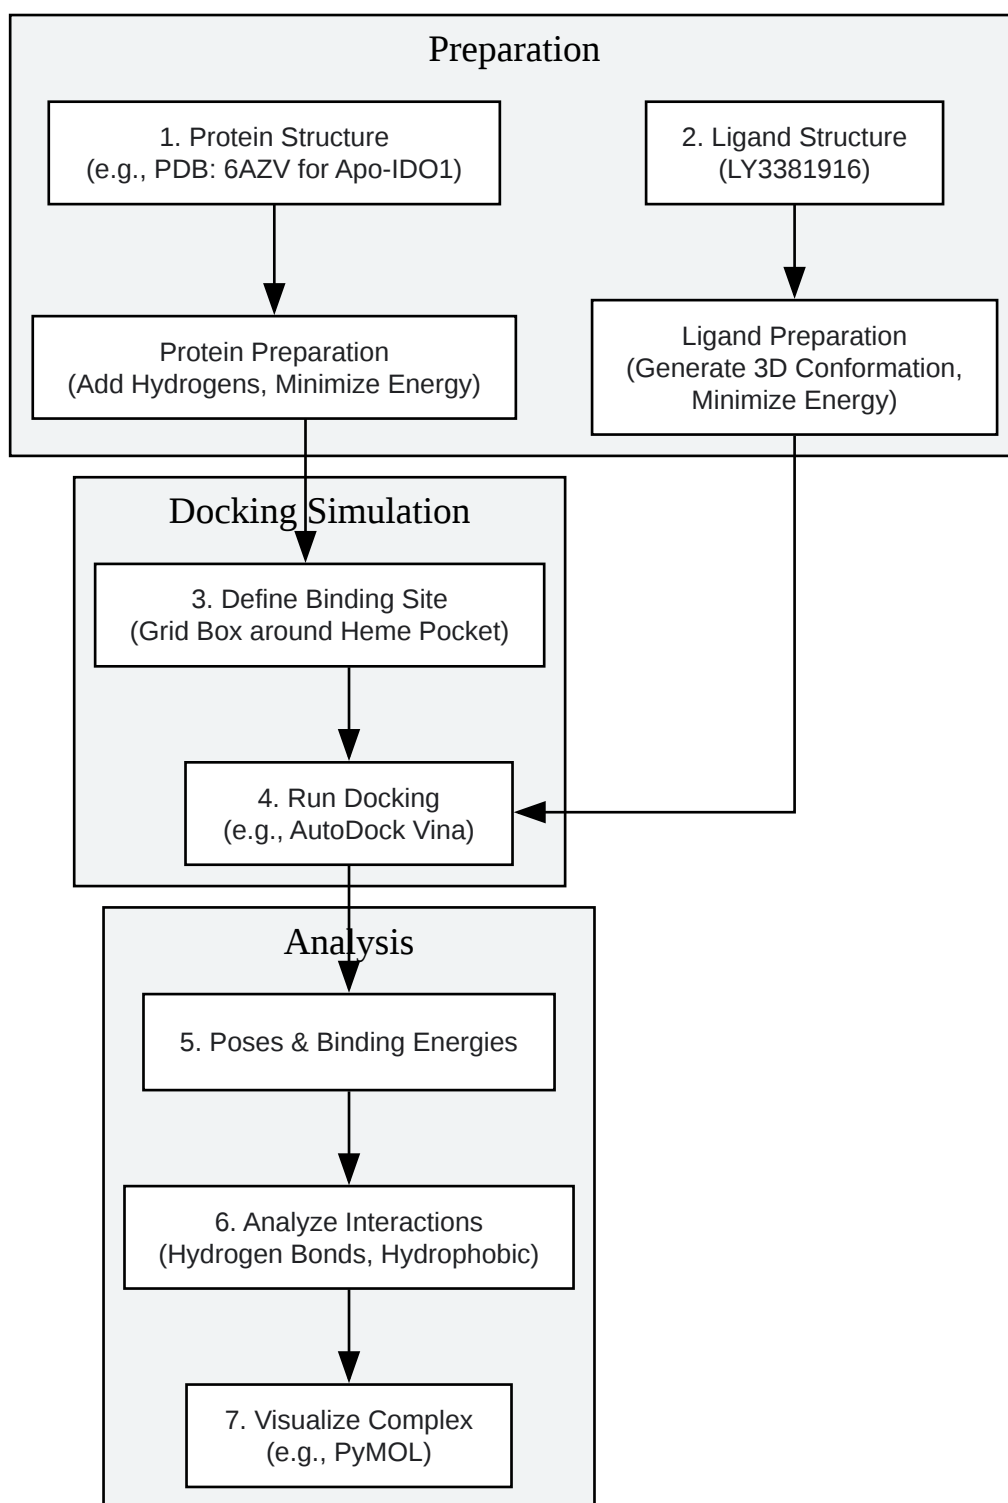 Preparation
1. Protein Structure
(e.g., PDB: 6AZV for Apo-IDO1)
2. Ligand Structure
(LY3381916)
Protein Preparation
(Add Hydrogens, Minimize Energy)
Ligand Preparation
(Generate 3D Conformation,
Minimize Energy)
Docking Simulation
3. Define Binding Site
(Grid Box around Heme Pocket)
4. Run Docking
(e.g., AutoDock Vina)
Analysis
5. Poses & Binding Energies
6. Analyze Interactions
(Hydrogen Bonds, Hydrophobic)
7. Visualize Complex
(e.g., PyMOL)